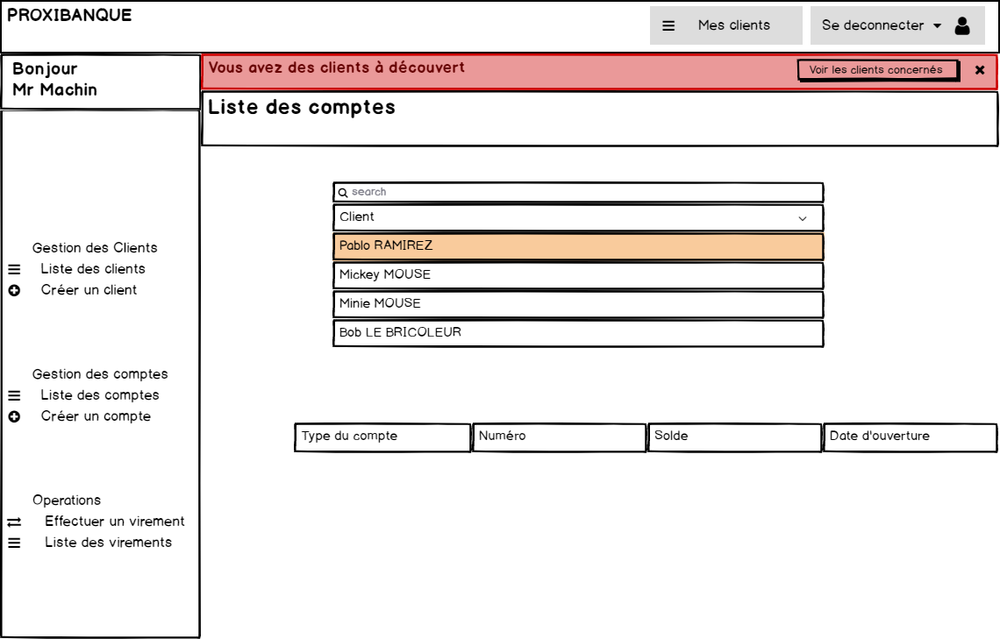 PROXIBANQUE
Mes clients
Se deconnecter
Bonjour
Mr Machin
Vous avez des clients à découvert
Voir les clients concernés
Liste des comptes
search
Client
Pablo RAMIREZ
Mickey MOUSE
Minie MOUSE
Bob LE BRICOLEUR
Gestion des Clients
Liste des clients
Créer un client
Gestion des comptes
Liste des comptes
Créer un compte
Type du compte
Numéro
Solde
Date d'ouverture
Operations
Effectuer un virement
Liste des virements